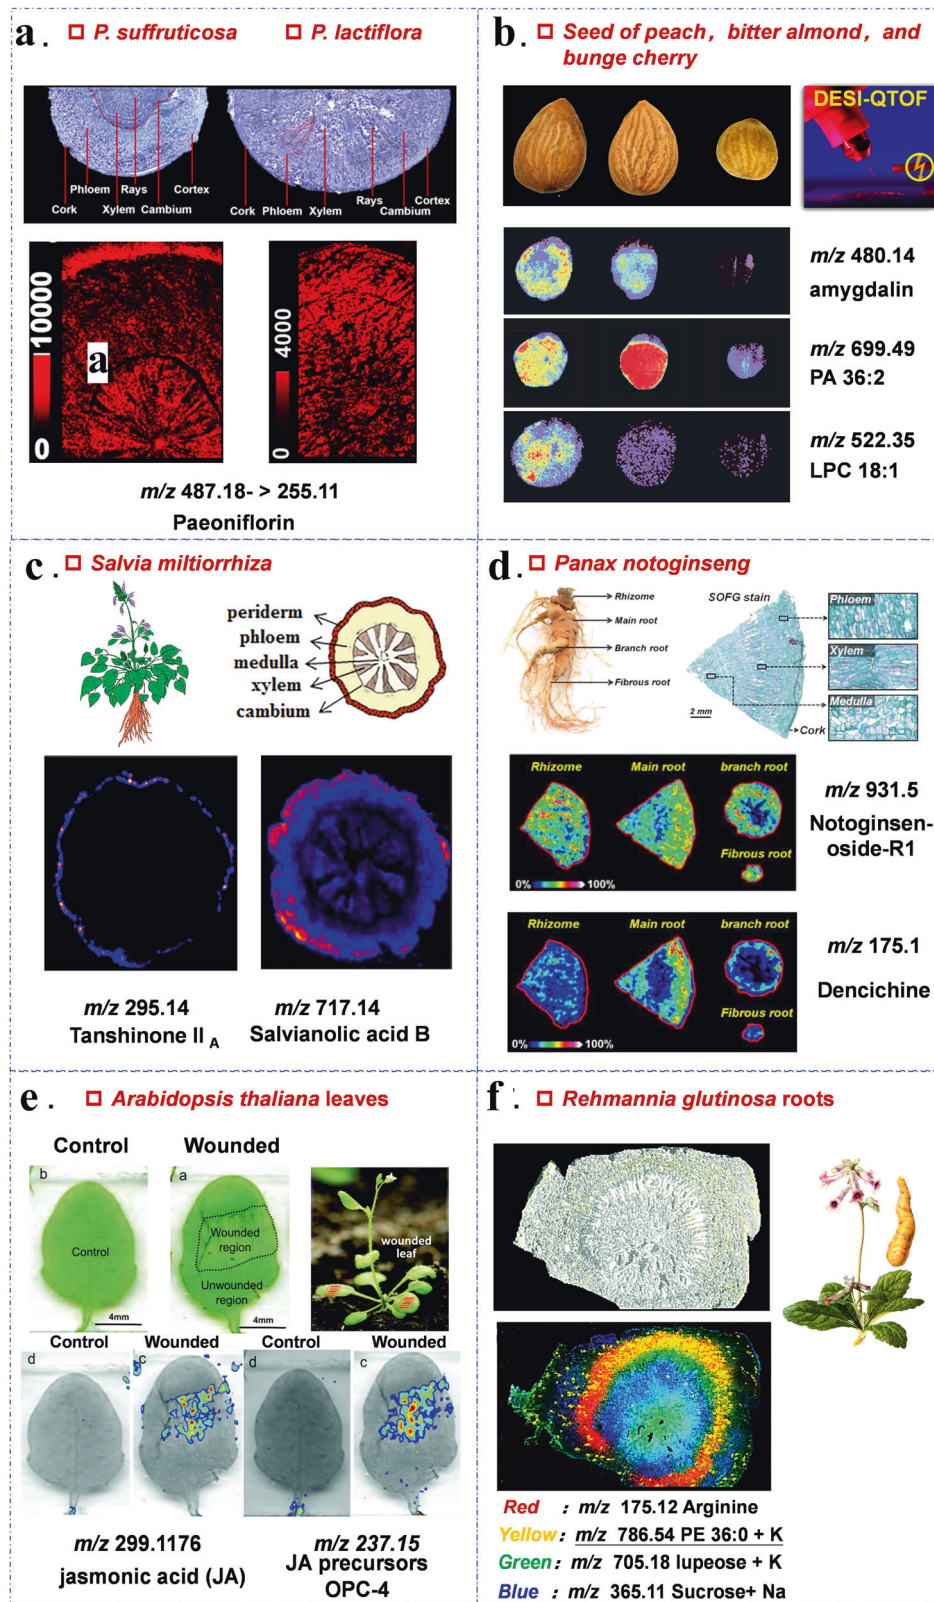 a.
P. suffruticosa
P. lactiflora
Phloem
Rays
Cortex
Cork
Xylem
Cambium
Cork
Phloem
Xylem
Rays
Cambium
Cortex
10000
0
a
4000
0
m/z 487.18- > 255.11
Paeoniflorin
b.
Seed of peach, bitter almond, and
bunge cherry
DESI-QTOF
m/z 480.14
amygdalin
m/z 699.49
PA 36:2
m/z 522.35
LPC 18:1
c.
Salvia miltiorrhiza
periderm
phloem
medulla
xylem
cambium
m/z 295.14
Tanshinone II A
m/z 717.14
Salvianolic acid B
d.
Panax notoginseng
Rhizome
Main root
Branch root
Fibrous root
SOFG stain
2 mm
Phloem
Xylem
Medulla
Cork
Rhizome
Main root
branch root
Fibrous root
0%
100%
m/z 931.5
Notoginsen-
oside-R1
Rhizome
Main root
branch root
Fibrous root
0%
100%
m/z 175.1
Dencichine
e.
Arabidopsis thaliana leaves
Control
Wounded
b
Control
4mm
a
Wounded
region
Unwounded
region
4mm
wounded
leaf
Control
Wounded
Control
Wounded
d
c
d
c
m/z 299.1176
jasmonic acid (JA)
m/z 237.15
JA precursors
OPC-4
f.
Rehmannia glutinosa roots
Red : m/z 175.12 Arginine
Yellow : m/z 786.54 PE 36:0 + K
Green : m/z 705.18 lupeose + K
Blue : m/z 365.11 Sucrose+ Na